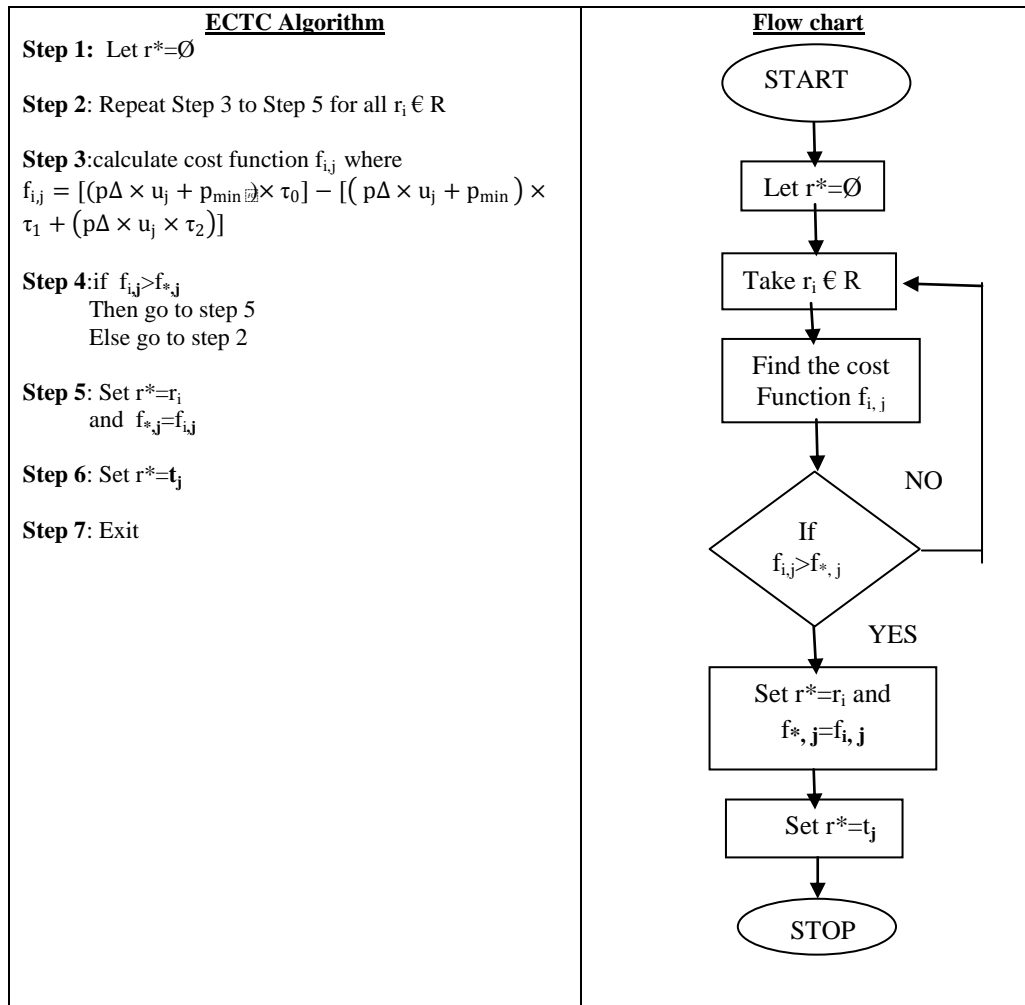 ECTC Algorithm
Step 1: Let r*=Ø
Step 2: Repeat Step 3 to Step 5 for all rᵢ € R
Step 3:calculate cost function fᵢ,ⱼ where
fᵢ,ⱼ = [(pΔ × uⱼ + pₘᵢₙ )× τ₀] − [( pΔ × uⱼ + pₘᵢₙ ) ×
τ₁ + (pΔ × uⱼ × τ₂)]
Step 4:if fᵢ,ⱼ>f*,ⱼ
Then go to step 5
Else go to step 2
Step 5: Set r*=rᵢ
and f*,ⱼ=fᵢ,ⱼ
Step 6: Set r*=tⱼ
Step 7: Exit
Flow chart
START
Let r*=Ø
Take rᵢ € R
Find the cost
Function fᵢ, ⱼ
NO
If
fᵢ,ⱼ>f*, ⱼ
YES
Set r*=rᵢ and
f*, ⱼ=fᵢ, ⱼ
Set r*=tⱼ
STOP